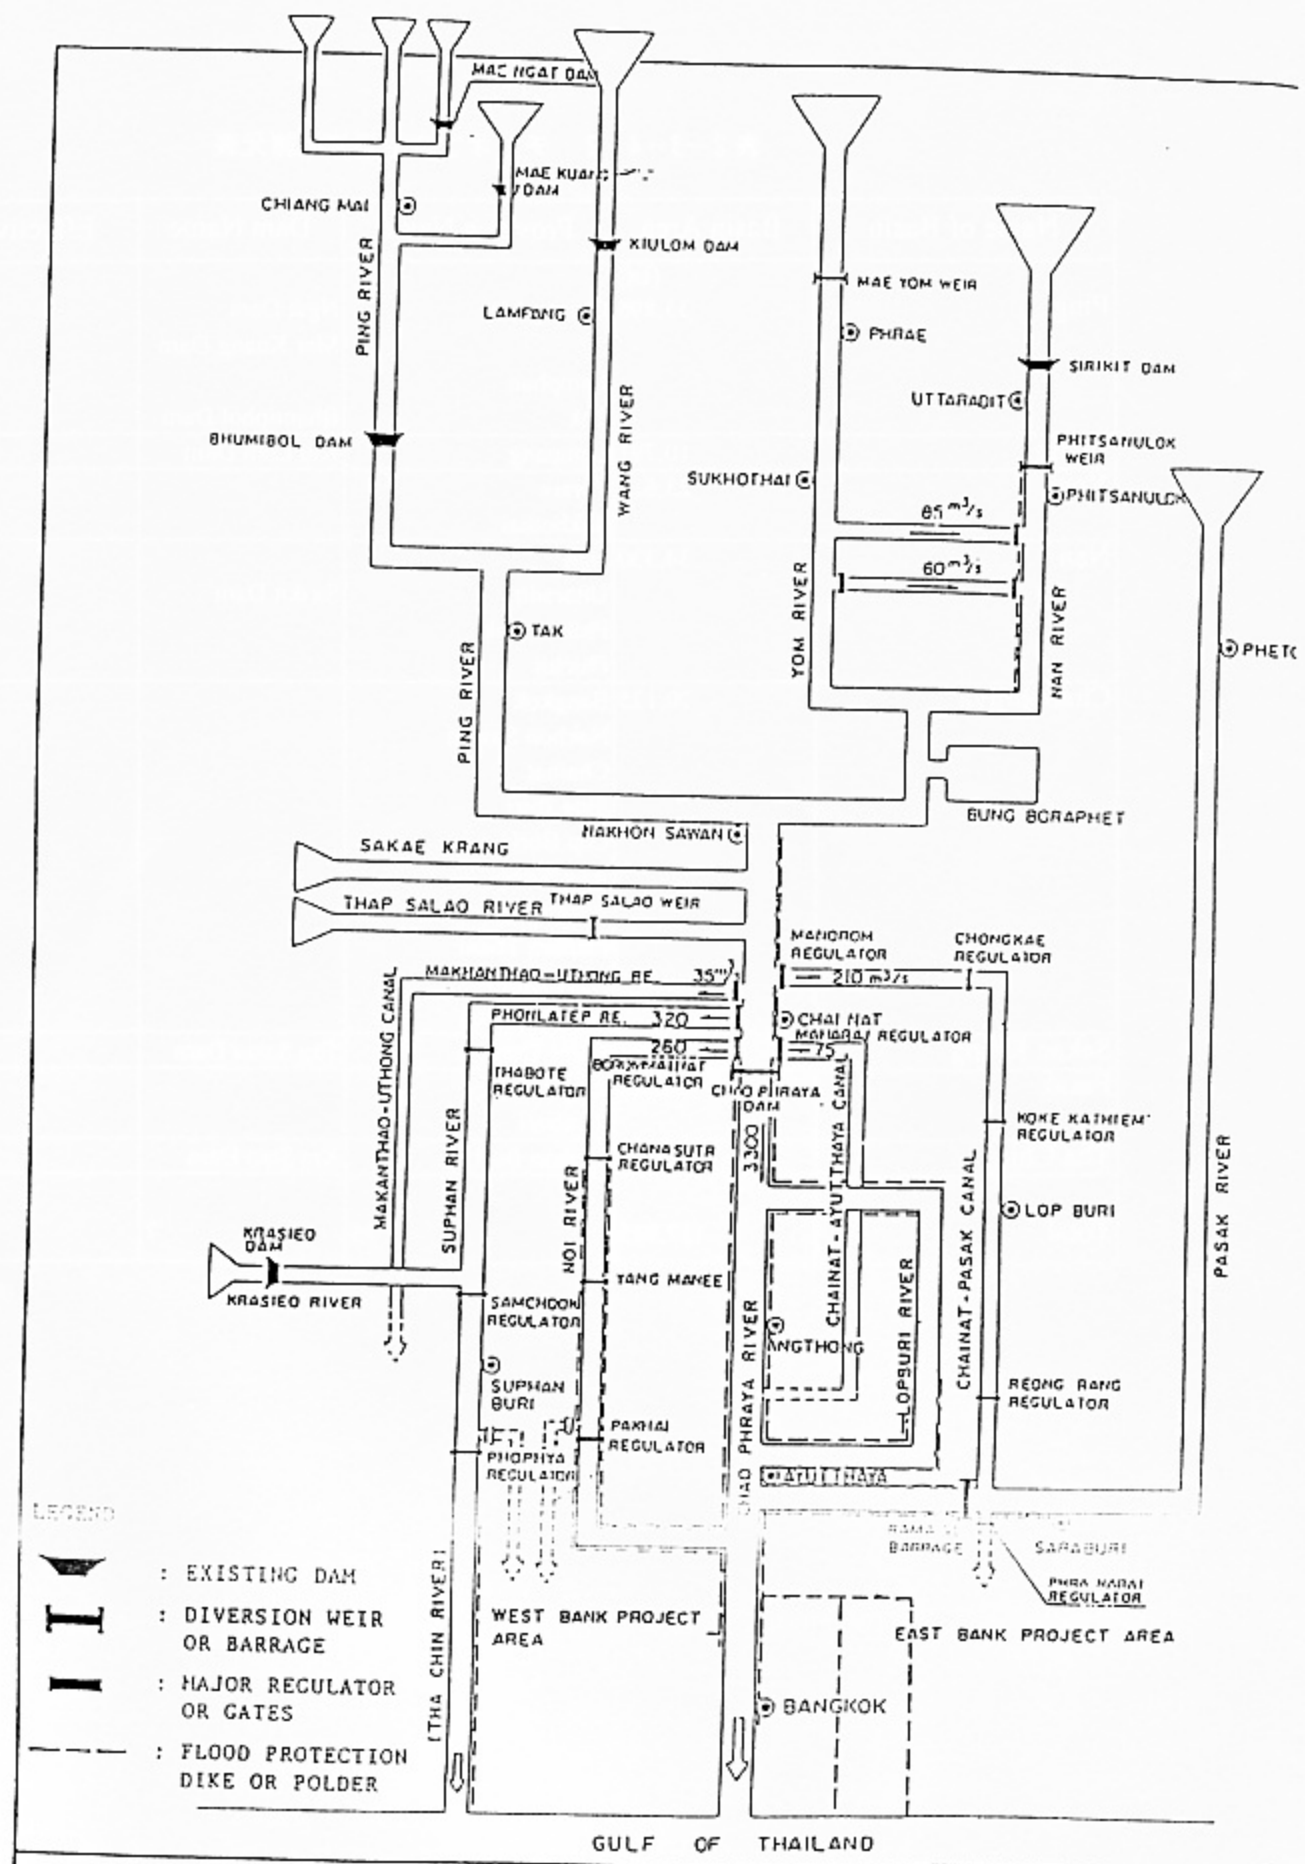 MAE NGAT DAM
MAE KUANG
DAM
CHIANG MAI
KIULOM DAM
PING RIVER
MAE YOM WEIR
LAMPANG
PHRAE
SIRIKIT DAM
UTTARADIT
BHUMIBOL DAM
WANG RIVER
PHITSANULOK
WEIR
SUKHOTHAI
PHITSANULOK
85 m³/s
60 m³/s
YOM RIVER
NAN RIVER
TAK
PHETC
PING RIVER
BUNG BORAPHET
NAKHON SAWAN
SAKAE KRANG
THAP SALAO RIVER
THAP SALAO WEIR
MANOROM
REGULATOR
CHONGKAE
REGULATOR
MAKHANTHAO-UTHONG RE.
35
210 m³/s
MAKANTHAO-UTHONG CANAL
PHONLATEP RE.
320
CHAI NAT
MAHARAJ REGULATOR
260
75
THABOTE
REGULATOR
REGULATOR
CHAO PHRAYA
DAM
SUPHAN RIVER
3300
CHAINAT-AYUTTHAYA CANAL
KOKE KATHIEM
REGULATOR
CHANASUTR
REGULATOR
NOI RIVER
CHAINAT-PASAK CANAL
PASAK RIVER
LOP BURI
KRASIEO
DAM
KRASIEO RIVER
YANG MANEE
SAMCHOOK
REGULATOR
LOPBURI RIVER
CHAO PHRAYA RIVER
ANGTHONG
SUPHAN
BURI
REONG RANG
REGULATOR
PAKHAI
REGULATOR
PHOPHYA
REGULATOR
AYUTTHAYA
LEGEND
BARRAGE
SARABURI
: EXISTING DAM
PHRA NARAI
REGULATOR
: DIVERSION WEIR
OR BARRAGE
WEST BANK PROJECT
AREA
EAST BANK PROJECT AREA
(THA CHIN RIVER)
: MAJOR REGULATOR
OR GATES
BANGKOK
: FLOOD PROTECTION
DIKE OR POLDER
GULF OF THAILAND